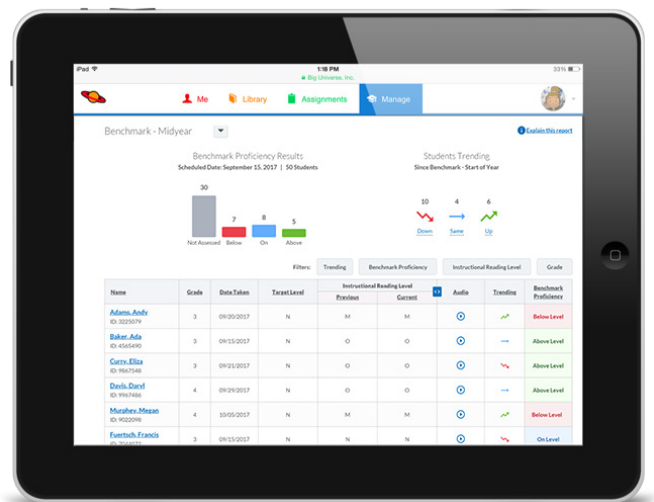 iPad
1:18 PM
33%
Big Universe, Inc.
Me
Library
Assignments
Manage
Benchmark - Midyear
Explain this report
Benchmark Proficiency Results
Scheduled Date: September 15, 2017 | 50 Students
Students Trending
Since Benchmark - Start of Year
30
7
8
5
Not Assessed Below On Above
10 4 6
Down Same Up
Filters: Trending Benchmark Proficiency Instructional Reading Level Grade
Name Grade Date Taken Target Level Instructional Reading Level Previous Current Audio Trending Benchmark Proficiency
Adams, Andy
ID: 3225079
3 09/20/2017 N M M Below Level
Baker, Ada
ID: 4565490
3 09/15/2017 N O O Above Level
Curry, Eliza
ID: 9867548
3 09/21/2017 N O O Above Level
Davis, Daryl
ID: 9967486
4 09/29/2017 N O O Above Level
Murphey, Megan
ID: 9022098
4 10/05/2017 N M M Below Level
Fuertsch, Francis
3 09/15/2017 N N N On Level